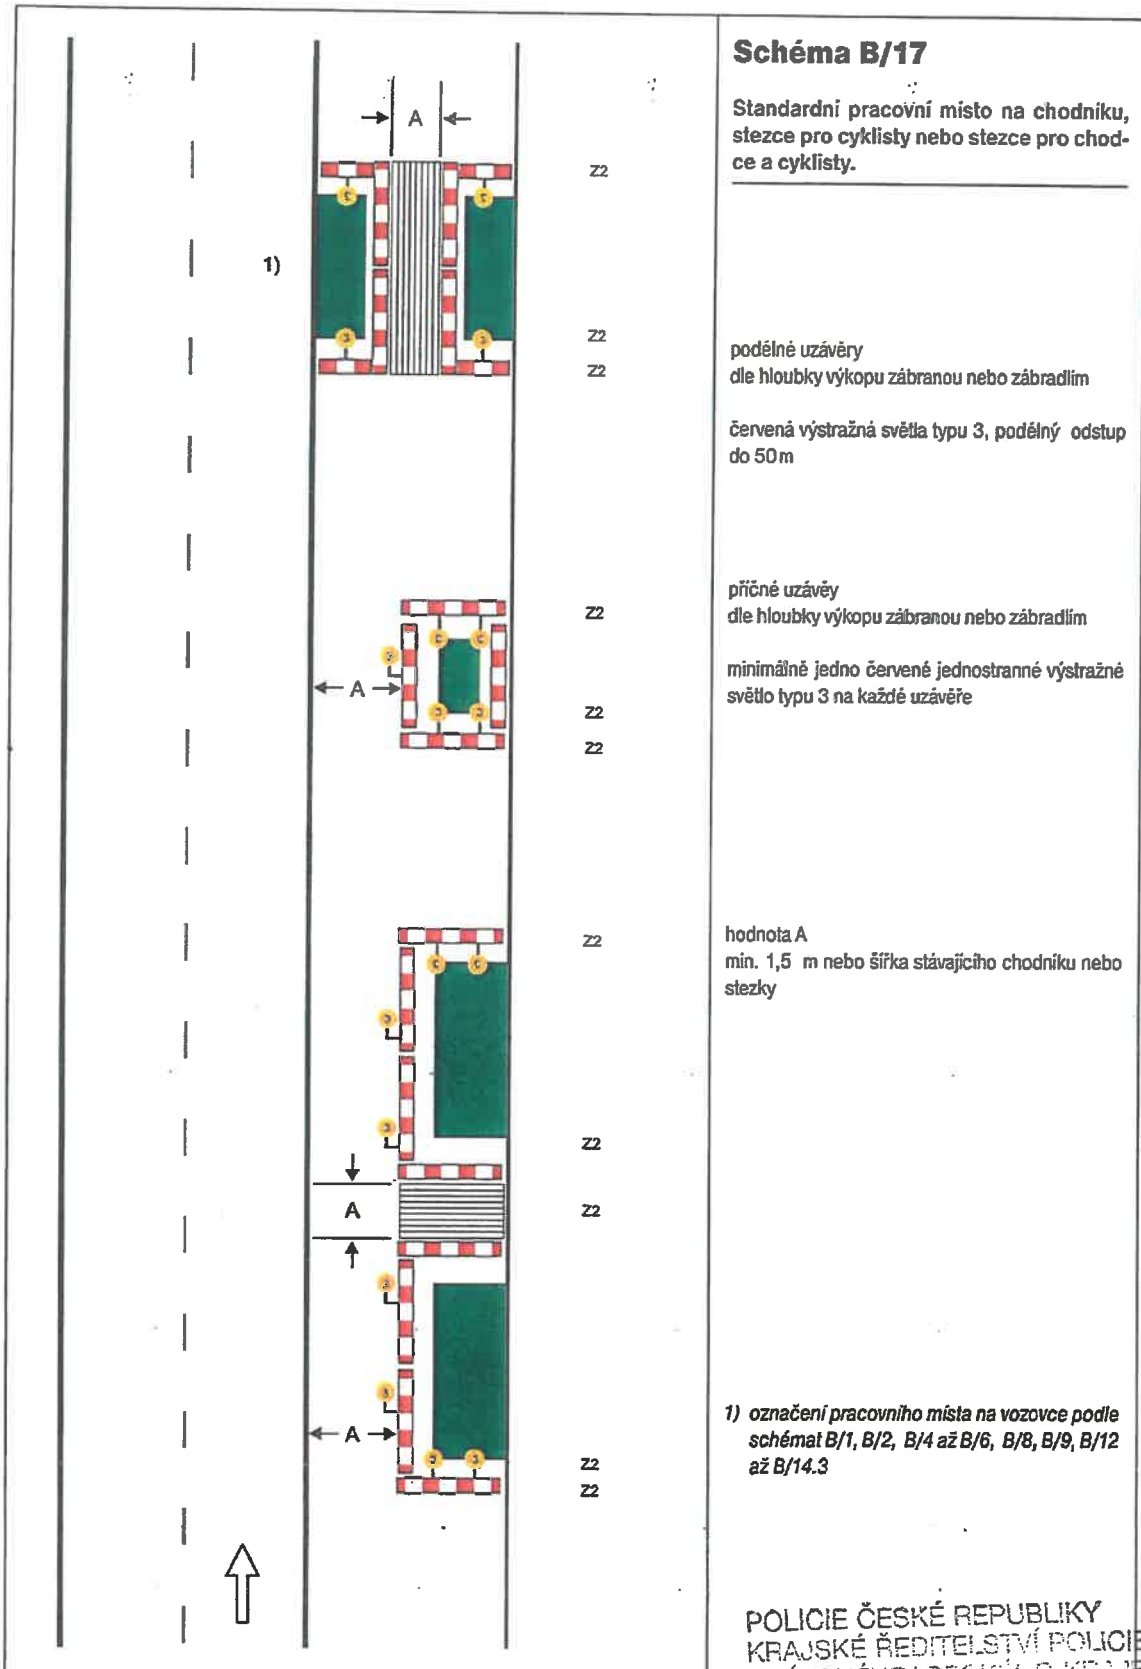 Schéma B/17
Standardní pracovní místo na chodníku,
stezce pro cyklisty nebo stezce pro chod-
ce a cyklisty.
A
Z2
1)
Z2
Z2
podélné uzávěry
dle hloubky výkopu zábranou nebo zábradlím
červená výstražná světla typu 3, podélný odstup
do 50 m
příčné uzávěy
dle hloubky výkopu zábranou nebo zábradlím
minimálně jedno červené jednostranné výstražné
světlo typu 3 na každé uzávěře
Z2
A
Z2
Z2
hodnota A
min. 1,5 m nebo šířka stávajícího chodníku nebo
stezky
Z2
Z2
A
Z2
A
Z2
Z2
1) označení pracovního místa na vozovce podle
schémat B/1, B/2, B/4 až B/6, B/8, B/9, B/12
až B/14.3
POLICIE ČESKÉ REPUBLIKY
KRAJSKÉ ŘEDITELSTVÍ POLICIE